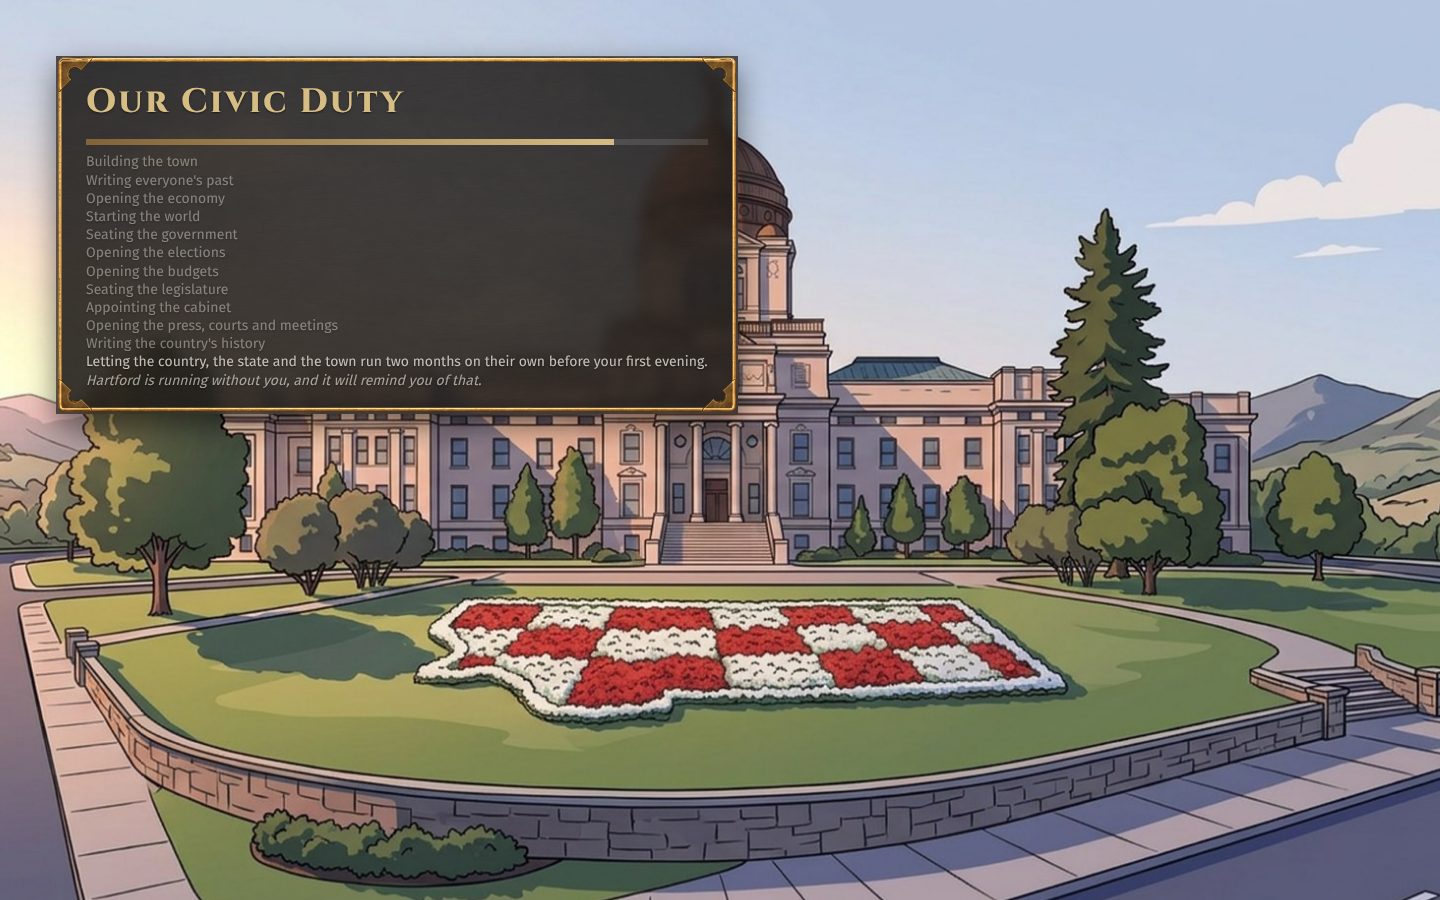 Our Civic Duty
Building the town
Writing everyone's past
Opening the economy
Starting the world
Seating the government
Opening the elections
Opening the budgets
Seating the legislature
Appointing the cabinet
Opening the press, courts and meetings
Writing the country's history
Letting the country, the state and the town run two months on their own before your first evening.
Hartford is running without you, and it will remind you of that.